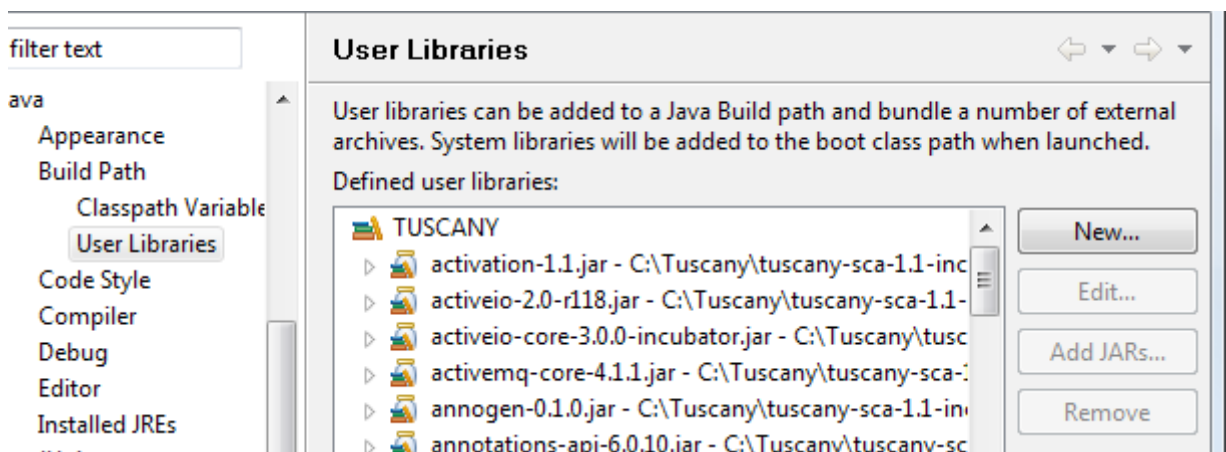 filter text
ava
Appearance
Build Path
Classpath Variable
User Libraries
Code Style
Compiler
Debug
Editor
Installed JREs
User Libraries
User libraries can be added to a Java Build path and bundle a number of external
archives. System libraries will be added to the boot class path when launched.
Defined user libraries:
TUSCANY
activation-1.1.jar - C:\Tuscany\tuscany-sca-1.1-inc
activeio-2.0-r118.jar - C:\Tuscany\tuscany-sca-1.1-
activeio-core-3.0.0-incubator.jar - C:\Tuscany\tusc
activemq-core-4.1.1.jar - C:\Tuscany\tuscany-sca-1
annogen-0.1.0.jar - C:\Tuscany\tuscany-sca-1.1-in
annotations-api-6.0.10.jar - C:\Tuscany\tuscany-sc
New...
Edit...
Add JARs...
Remove